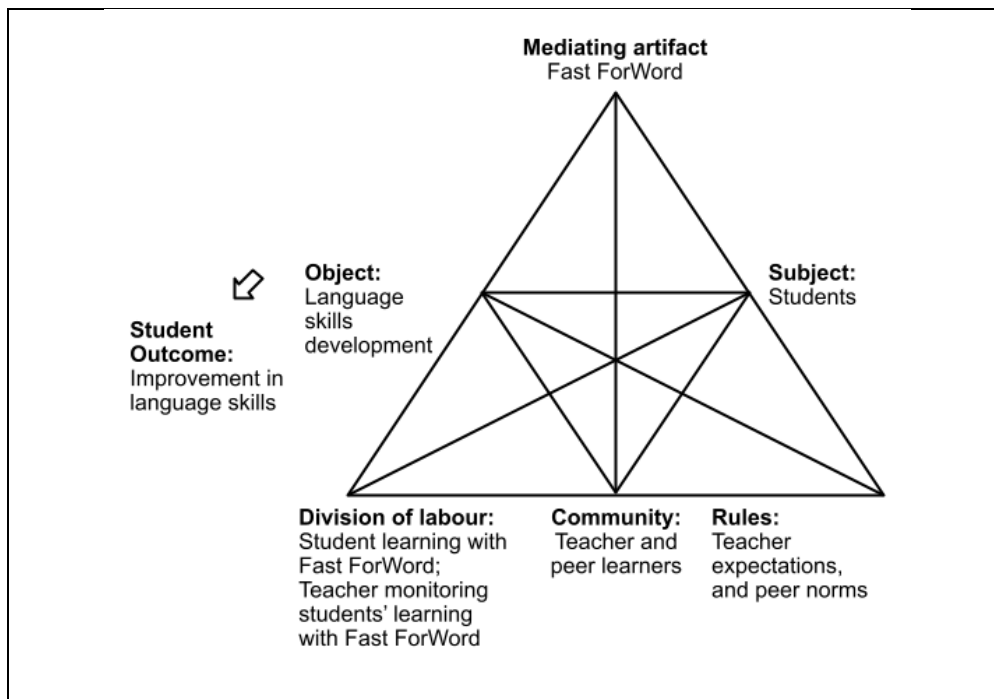 Mediating artifact
Fast ForWord
Object:
Language
skills
development
Subject:
Students
Student
Outcome:
Improvement in
language skills
Division of labour:
Student learning with
Fast ForWord;
Teacher monitoring
students’ learning
with Fast ForWord
Community:
Teacher and
peer learners
Rules:
Teacher
expectations,
and peer norms